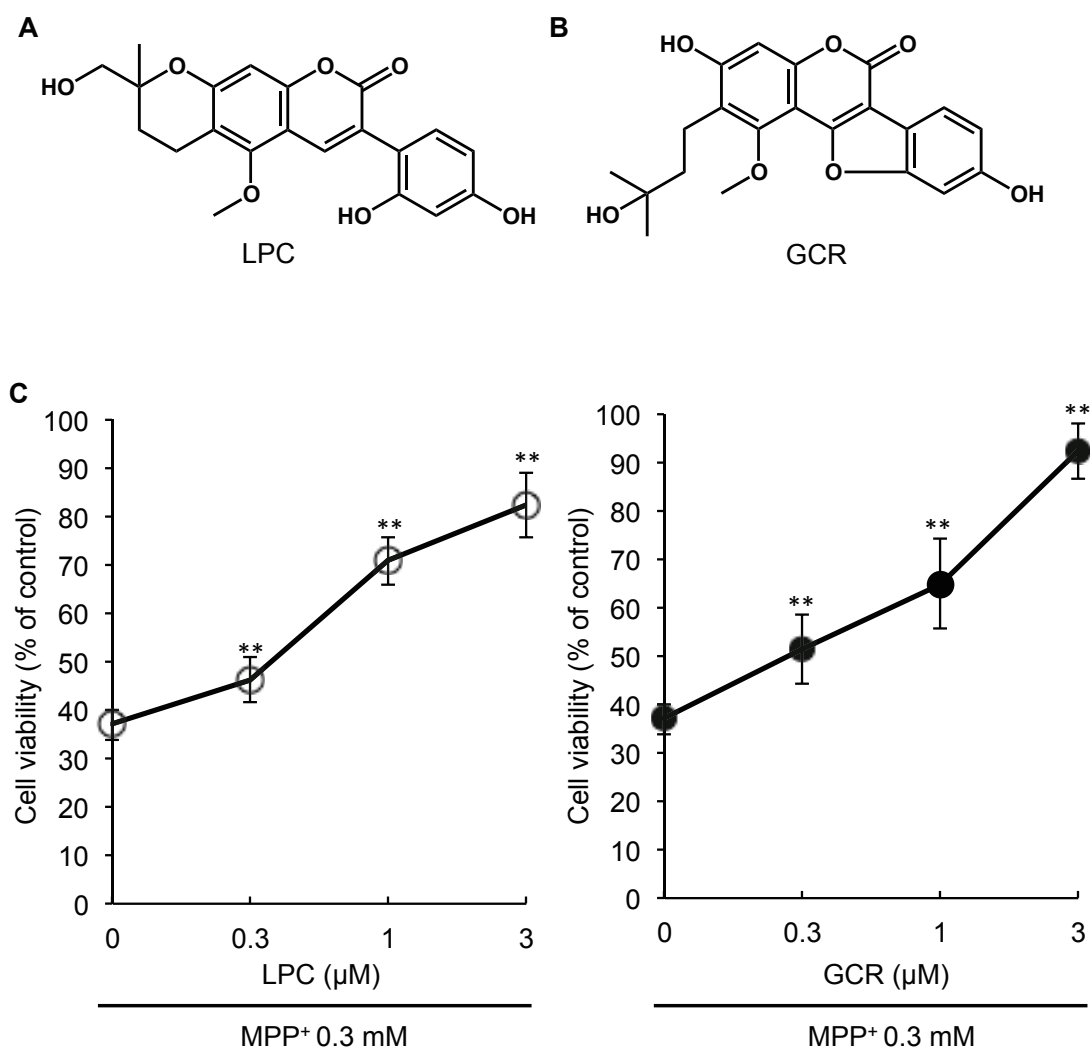 A
HO
O
O
O
O
HO
OH
LPC
B
HO
O
O
O
O
HO
OH
GCR
C
Cell viability (% of control)
100
90
80
70
60
50
40
30
20
10
0
**
**
**
0 0.3 1 3
LPC (µM)
MPP⁺ 0.3 mM
Cell viability (% of control)
100
90
80
70
60
50
40
30
20
10
0
**
**
**
0 0.3 1 3
GCR (µM)
MPP⁺ 0.3 mM